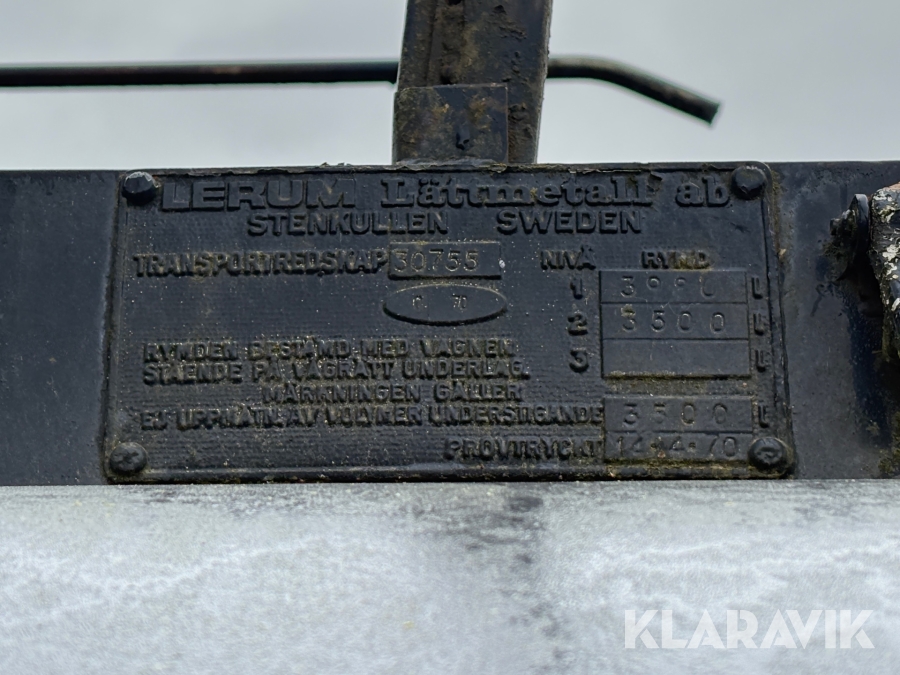 LERUM Lättmetall ab
STENKULLEN SWEDEN
TRANSPORTREDSKAP 30755 NIVÅ RYMD
1 L
2 3500 L
3 L
RYMDEN BESTÄMD MED VAGNEN
STÅENDE PÅ VÅGRÄTT UNDERLAG.
MÄRKNINGEN GÄLLER
EJ UPPMÄTN. AV VOLYMER UNDERSTIGANDE 3500 L
PROVTRYCKT 14-4-70
KLARAVIK